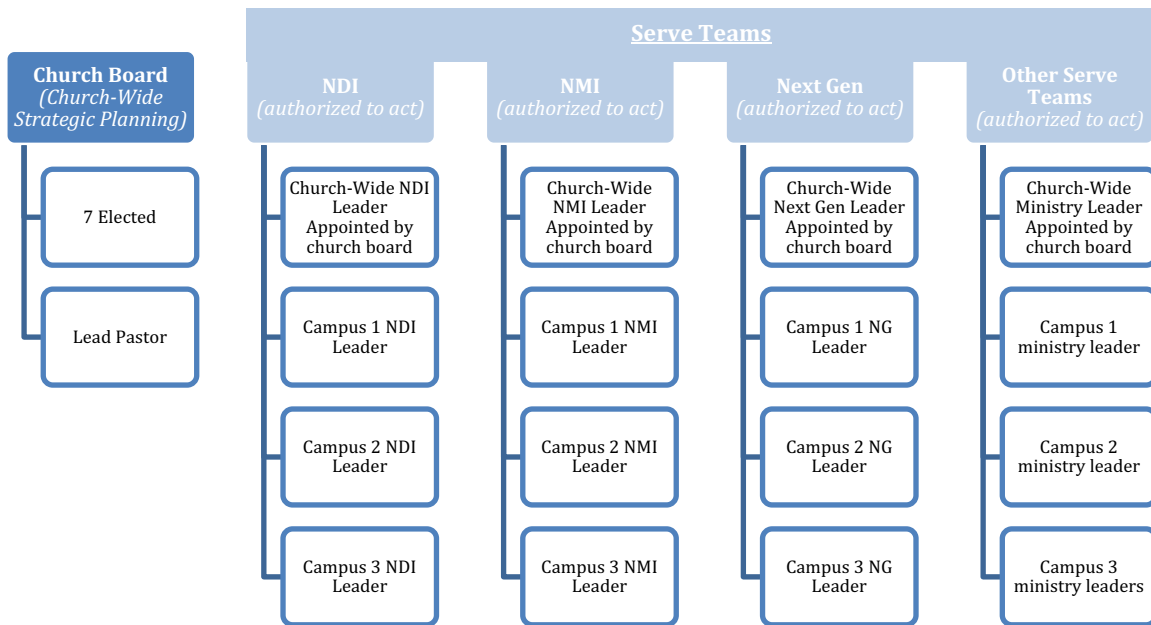 Serve Teams
Church Board
(Church-Wide
Strategic Planning)
7 Elected
Lead Pastor
NDI
(authorized to act)
Church-Wide NDI
Leader
Appointed by
church board
Campus 1 NDI
Leader
Campus 2 NDI
Leader
Campus 3 NDI
Leader
NMI
(authorized to act)
Church-Wide
NMI Leader
Appointed by
church board
Campus 1 NMI
Leader
Campus 2 NMI
Leader
Campus 3 NMI
Leader
Next Gen
(authorized to act)
Church-Wide
Next Gen Leader
Appointed by
church board
Campus 1 NG
Leader
Campus 2 NG
Leader
Campus 3 NG
Leader
Other Serve
Teams
(authorized to act)
Church-Wide
Ministry Leader
Appointed by
church board
Campus 1
ministry leader
Campus 2
ministry leader
Campus 3
ministry leaders